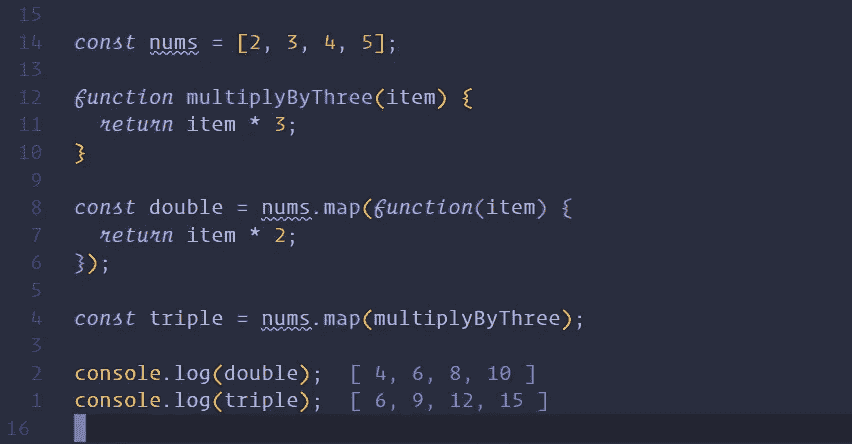 15
14 const nums = [2, 3, 4, 5];
13
12 function multiplyByThree(item) {
11   return item * 3;
10 }
9
8 const double = nums.map(function(item) {
7   return item * 2;
6 });
5
4 const triple = nums.map(multiplyByThree);
3
2 console.log(double);  [ 4, 6, 8, 10 ]
1 console.log(triple);  [ 6, 9, 12, 15 ]
16